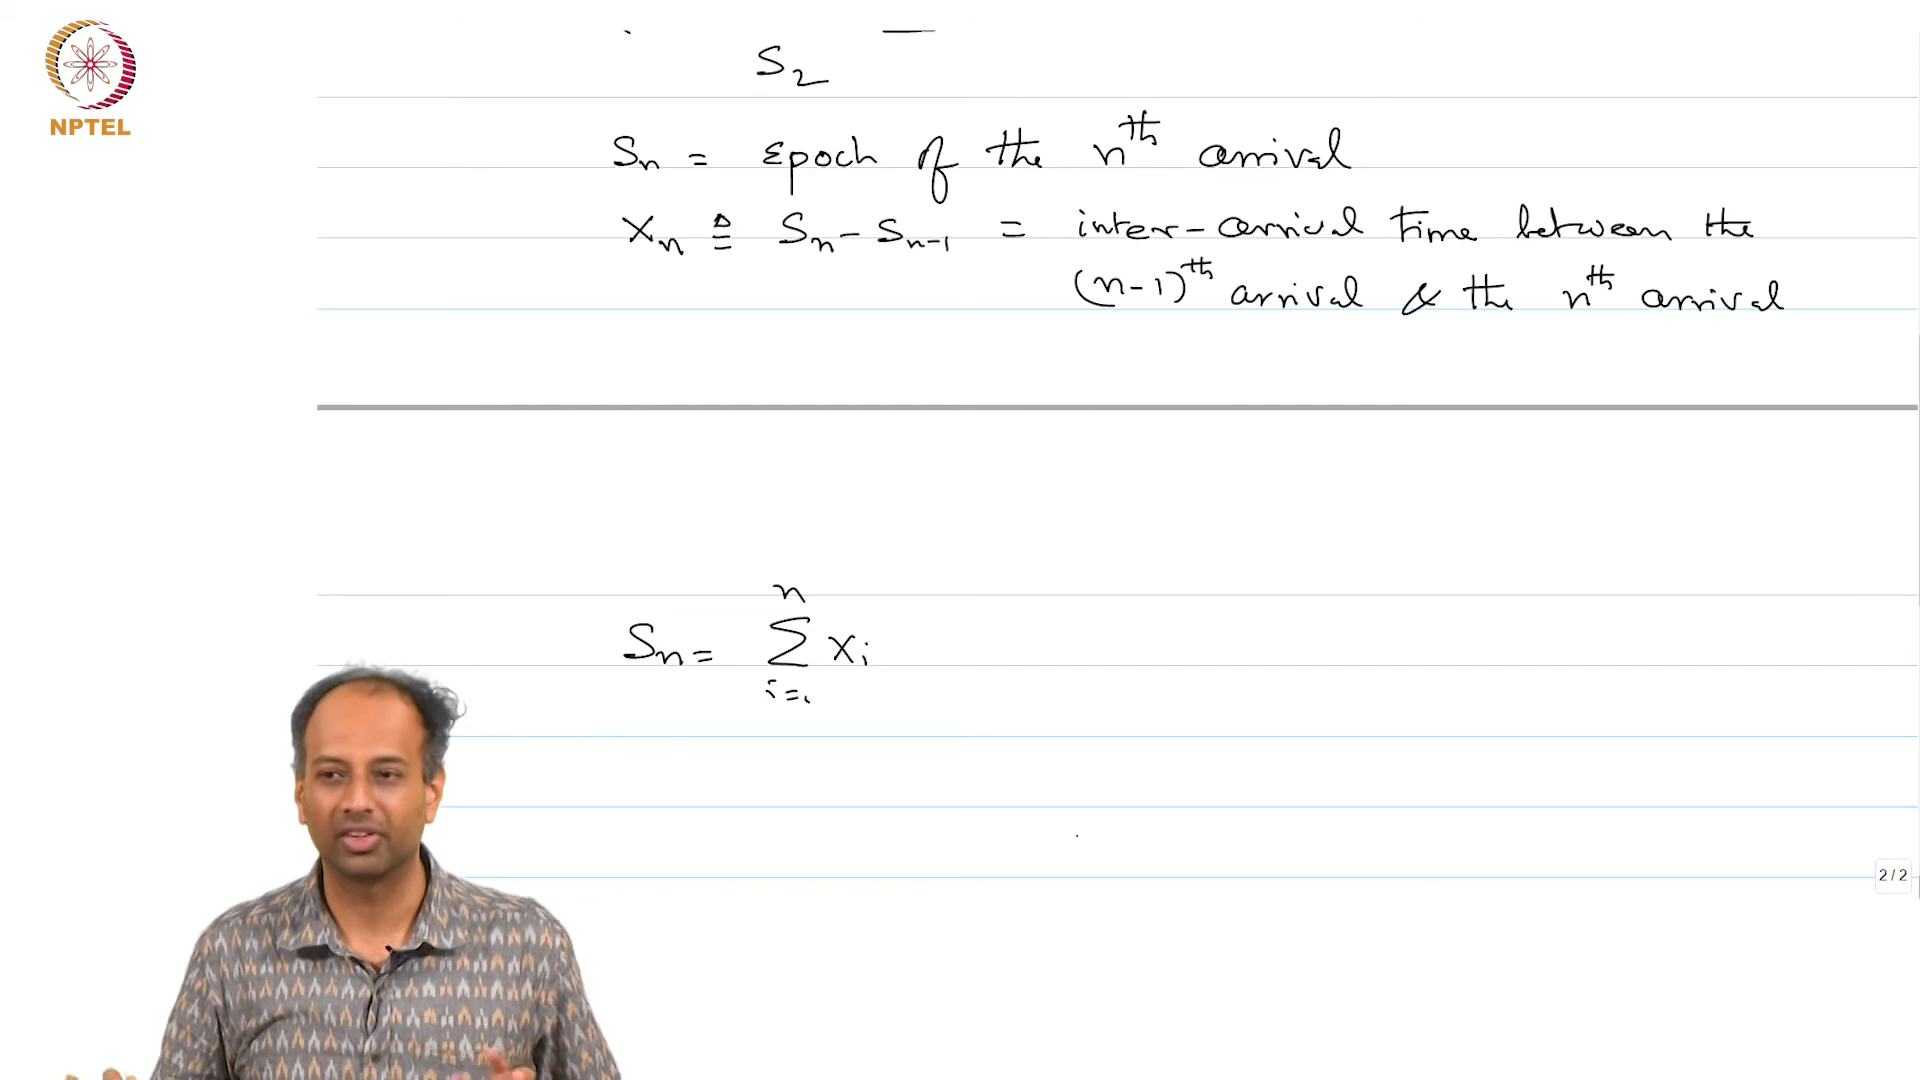 NPTEL
S₂
Sₙ = Epoch of the nᵗʰ arrival
Xₙ ≜ Sₙ - Sₙ₋₁ = inter-arrival time between the
(n-1)ᵗʰ arrival & the nᵗʰ arrival
n
Sₙ = ∑ Xᵢ
i=1
2 / 2